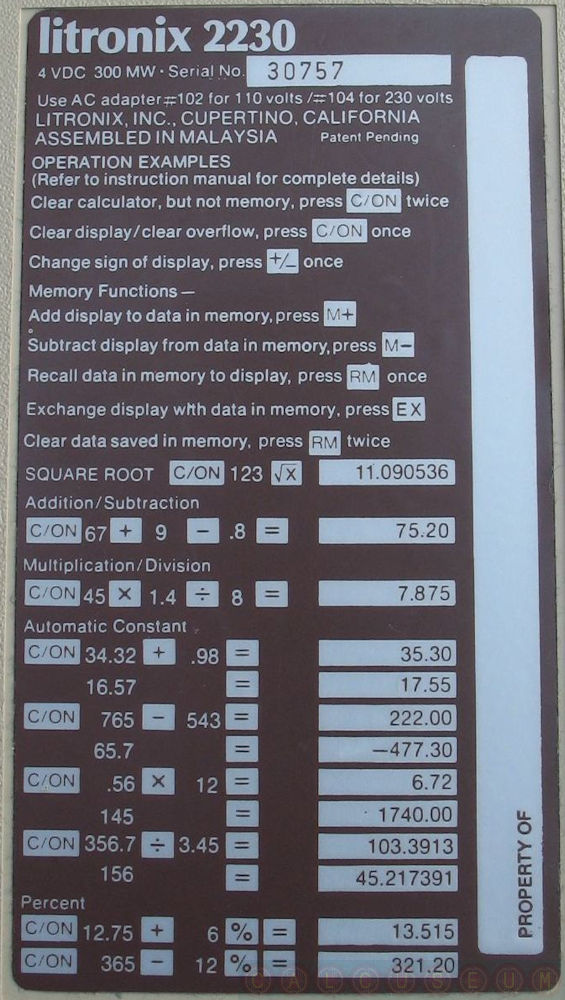 litronix 2230
4 VDC 300 MW · Serial No. 30757
Use AC adapter #102 for 110 volts /#104 for 230 volts
LITRONIX, INC., CUPERTINO, CALIFORNIA
ASSEMBLED IN MALAYSIA Patent Pending
OPERATION EXAMPLES
(Refer to instruction manual for complete details)
Clear calculator, but not memory, press C/ON twice
Clear display/clear overflow, press C/ON once
Change sign of display, press +/− once
Memory Functions —
Add display to data in memory, press M+
Subtract display from data in memory, press M−
Recall data in memory to display, press RM once
Exchange display with data in memory, press EX
Clear data saved in memory, press RM twice
SQUARE ROOT C/ON 123 √X 11.090536
Addition/Subtraction
C/ON 67 + 9 − .8 = 75.20
Multiplication/Division
C/ON 45 × 1.4 ÷ 8 = 7.875
Automatic Constant
C/ON 34.32 + .98 = 35.30
16.57 = 17.55
C/ON 765 − 543 = 222.00
65.7 = −477.30
C/ON .56 × 12 = 6.72
145 = 1740.00
C/ON 356.7 ÷ 3.45 = 103.3913
156 = 45.217391
Percent
C/ON 12.75 + 6 % = 13.515
C/ON 365 − 12 % = 321.20
PROPERTY OF
CALCUSEUM